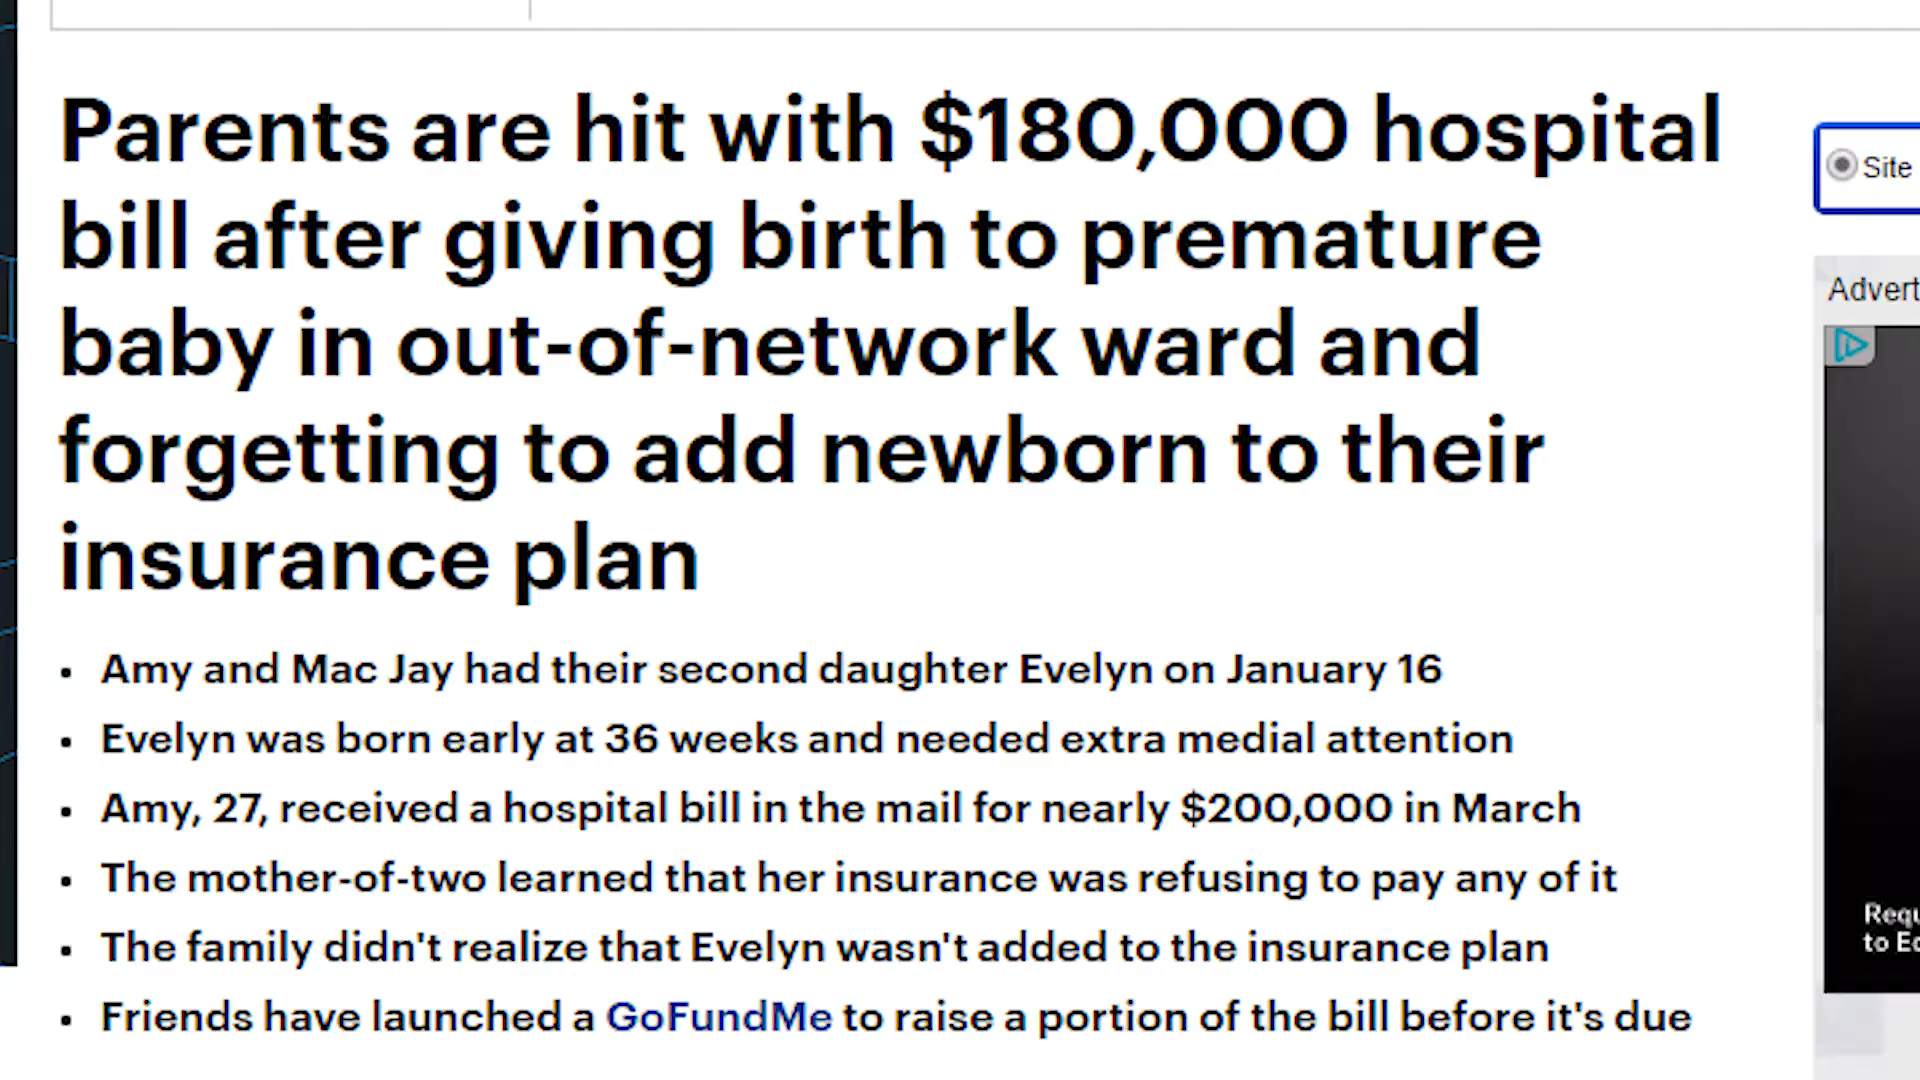 Parents are hit with $180,000 hospital
bill after giving birth to premature
baby in out-of-network ward and
forgetting to add newborn to their
insurance plan
• Amy and Mac Jay had their second daughter Evelyn on January 16
• Evelyn was born early at 36 weeks and needed extra medial attention
• Amy, 27, received a hospital bill in the mail for nearly $200,000 in March
• The mother-of-two learned that her insurance was refusing to pay any of it
• The family didn't realize that Evelyn wasn't added to the insurance plan
• Friends have launched a GoFundMe to raise a portion of the bill before it's due
Site
Advert
Requ
to Ec